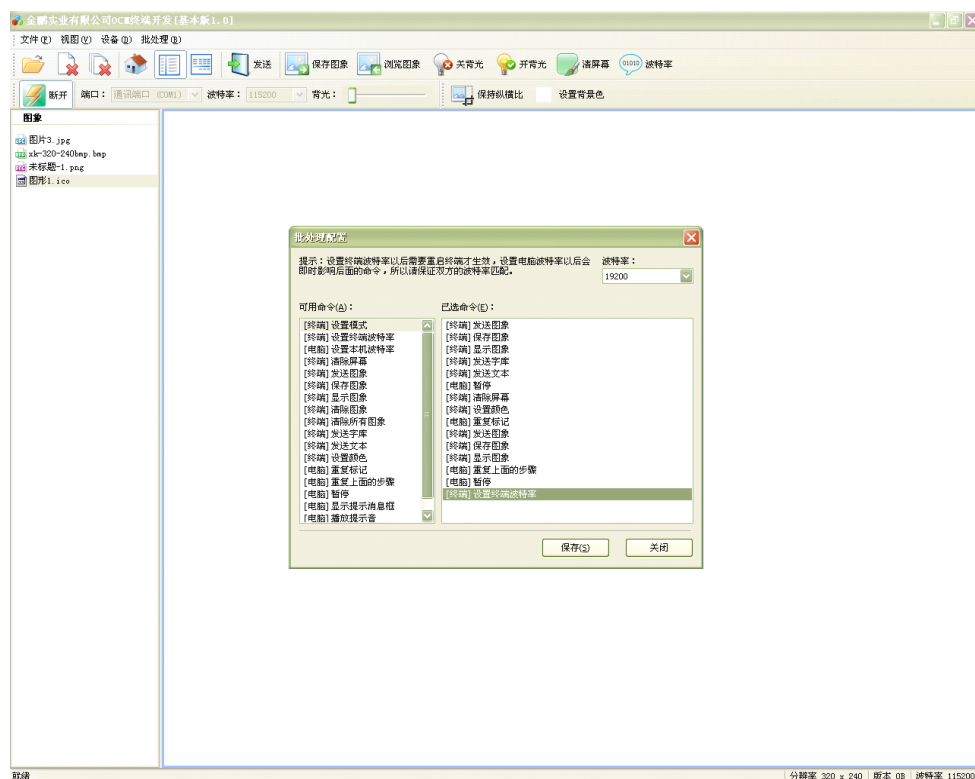 金鹏实业有限公司OCM终端开发[基本版1.0]
文件(F) 视图(V) 设备(D) 批处理(B)
发送 保存图象 浏览图象 关背光 开背光 清屏幕 01010 波特率
断开 端口： 通讯端口 (COM1) 波特率： 115200 背光： 保持纵横比 设置背景色
图象
图片3.jpg
xk-320-240bmp.bmp
未标题-1.png
图形1.ico
批处理配置
提示：设置终端波特率以后需要重启终端才生效，设置电脑波特率以后会
即时影响后面的命令，所以请保证双方的波特率匹配。
波特率：
19200
可用命令(A)：
[终端]设置模式
[终端]设置终端波特率
[电脑]设置本机波特率
[终端]清除屏幕
[终端]发送图象
[终端]保存图象
[终端]显示图象
[终端]清除图象
[终端]清除所有图象
[终端]发送字库
[终端]发送文本
[终端]设置颜色
[电脑]重复标记
[电脑]重复上面的步骤
[电脑]暂停
[电脑]显示提示消息框
[电脑]播放提示音
已选命令(E)：
[终端]发送图象
[终端]保存图象
[终端]显示图象
[终端]发送字库
[终端]发送文本
[电脑]暂停
[终端]清除屏幕
[终端]设置颜色
[电脑]重复标记
[终端]发送图象
[终端]保存图象
[终端]显示图象
[电脑]重复上面的步骤
[电脑]暂停
[终端]设置终端波特率
保存(S) 关闭
就绪 分辨率 320 x 240 版本 0B 波特率 115200